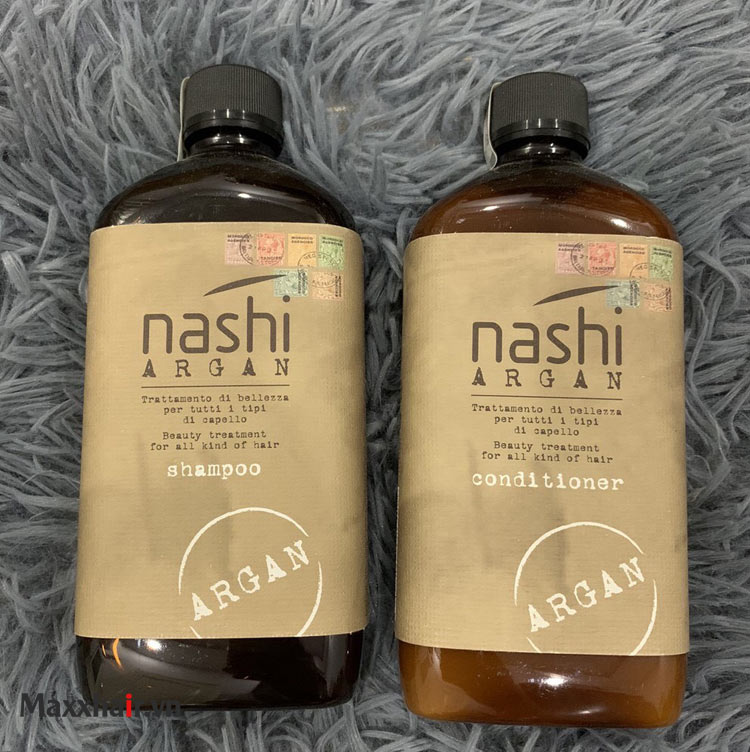 nashi
ARGAN
Trattamento di bellezza
per tutti i tipi
di capello
Beauty treatment
for all kind of hair
shampoo
ARGAN
nashi
ARGAN
Trattamento di bellezza
per tutti i tipi
di capello
Beauty treatment
for all kind of hair
conditioner
ARGAN
Maxxhair.vn